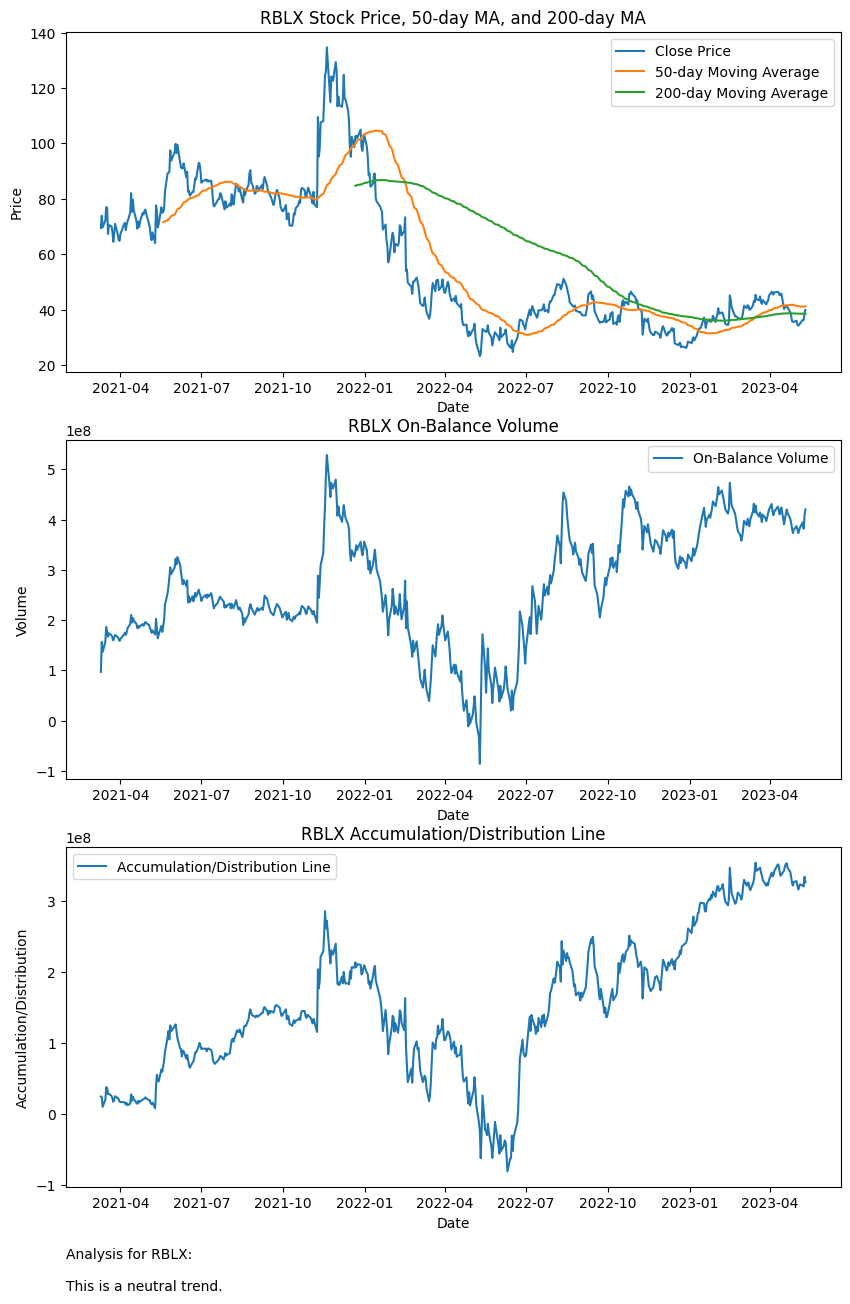 RBLX Stock Price, 50-day MA, and 200-day MA
140
120
100
80
60
40
20
Price
Close Price
50-day Moving Average
200-day Moving Average
2021-04 2021-07 2021-10 2022-01 2022-04 2022-07 2022-10 2023-01 2023-04
Date
RBLX On-Balance Volume
1e8
5
4
3
2
1
0
−1
Volume
On-Balance Volume
2021-04 2021-07 2021-10 2022-01 2022-04 2022-07 2022-10 2023-01 2023-04
Date
RBLX Accumulation/Distribution Line
1e8
3
2
1
0
−1
Accumulation/Distribution
Accumulation/Distribution Line
2021-04 2021-07 2021-10 2022-01 2022-04 2022-07 2022-10 2023-01 2023-04
Date
Analysis for RBLX:
This is a neutral trend.